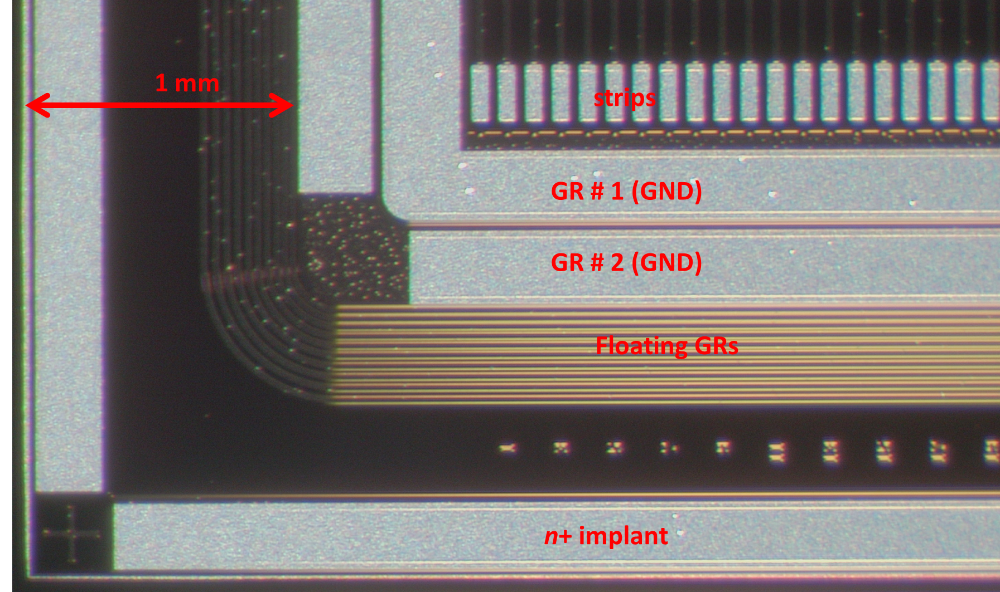 1 mm
strips
GR # 1 (GND)
GR # 2 (GND)
Floating GRs
n+ implant